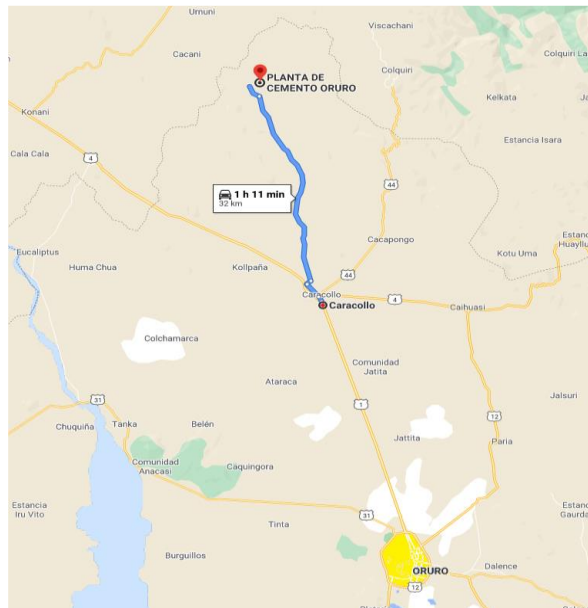 Umuni
Viscachani
Cacani
Colquiri
Colquiri La
PLANTA DE
CEMENTO ORURO
Kelkata
Konani
Estancia Isara
Cala Cala
4
44
1 h 11 min
32 km
Cacapongo
Estanc
Huayllu
Eucaliptus
Kotu Uma
Huma Chua
Kollpaña
44
Caracollo
4
Caracollo
Caihuasi
Colchamarca
Comunidad
Jatita
Ataraca
Jalsuri
31
1
12
Chuquiña
Tanka
Belén
Jattita
Paria
Comunidad
Anacasi
Caquingora
Estancia
Iru Vito
Estanc
Gaurda
31
Tinta
Burguillos
ORURO
Dalence
12